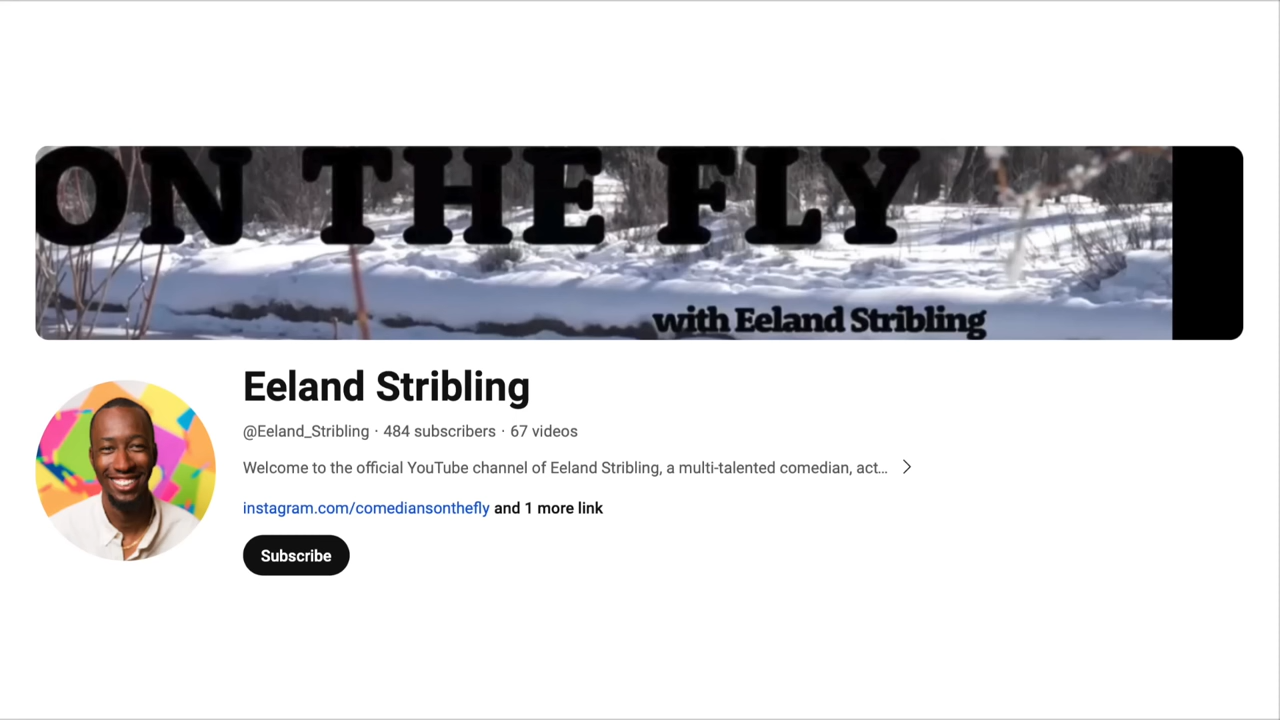 ON THE FLY
with Eeland Stribling
Eeland Stribling
@Eeland_Stribling · 484 subscribers · 67 videos
Welcome to the official YouTube channel of Eeland Stribling, a multi-talented comedian, act...
instagram.com/comediansonthefly and 1 more link
Subscribe